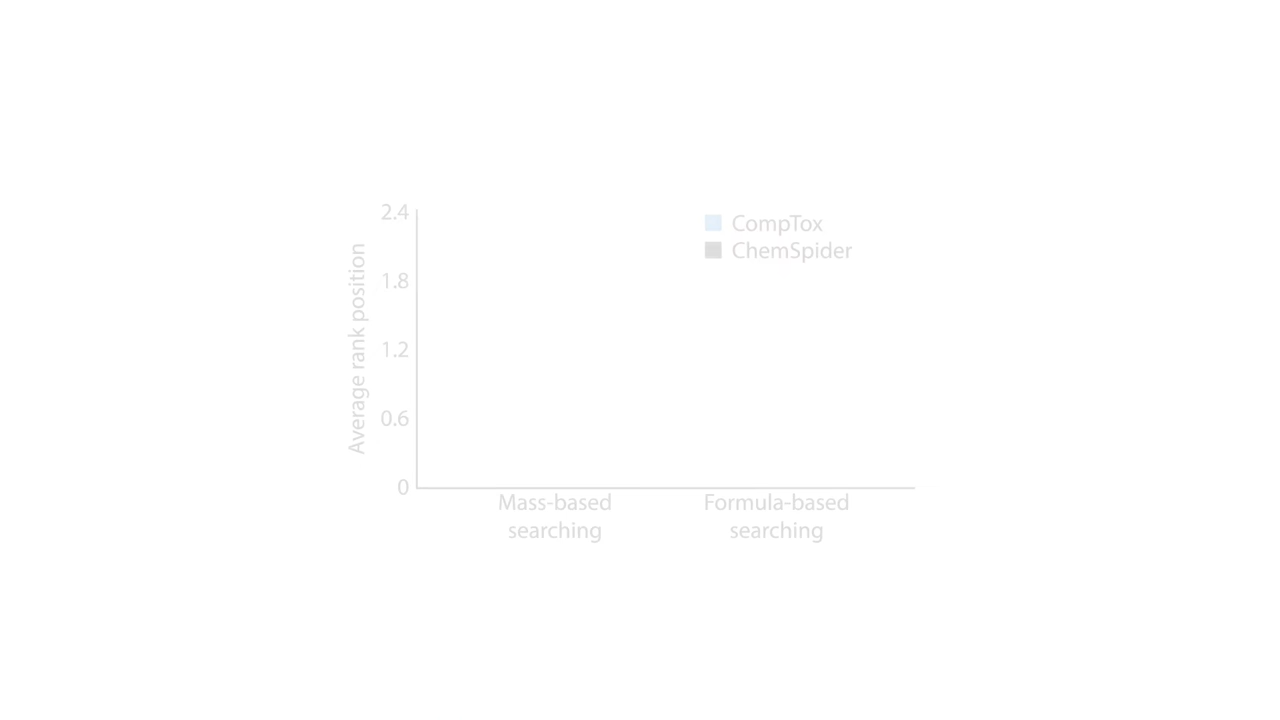 2.4
1.8
1.2
0.6
0
Average rank position
CompTox
ChemSpider
Mass-based
searching
Formula-based
searching